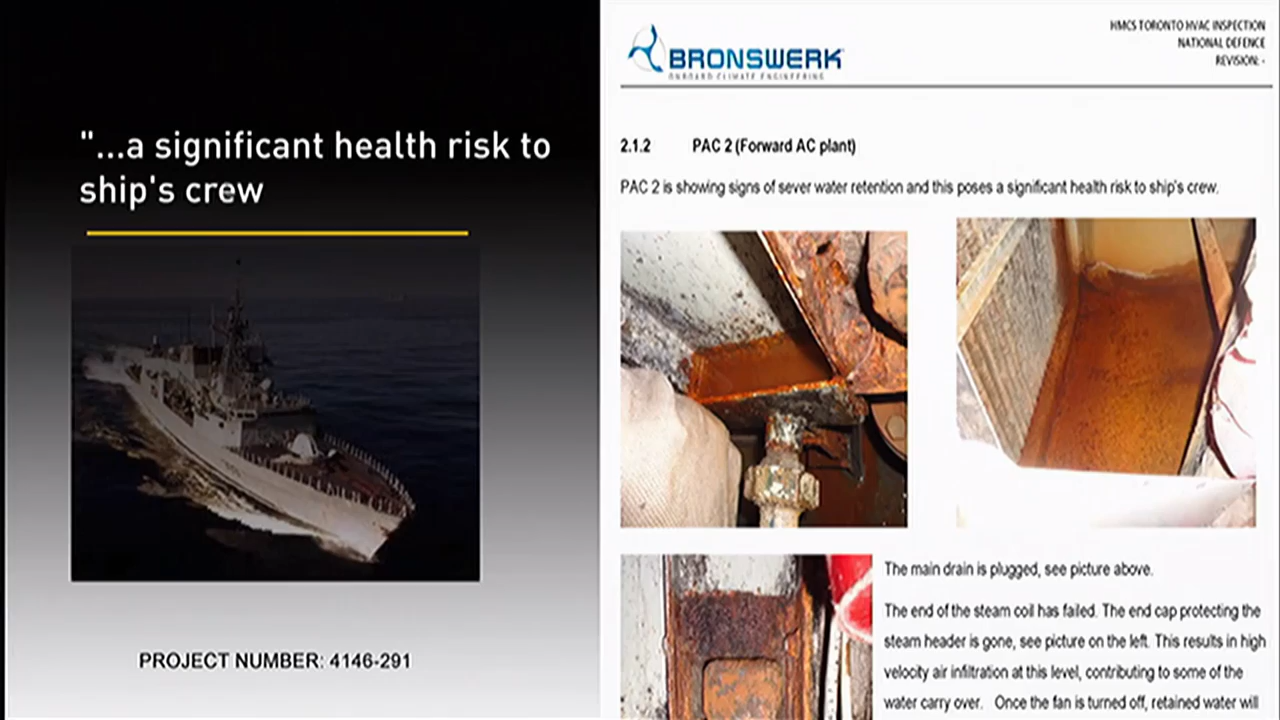 "...a significant health risk to
ship's crew
PROJECT NUMBER: 4146-291
BRONSWERK
ONBOARD CLIMATE ENGINEERING
HMCS TORONTO HVAC INSPECTION
NATIONAL DEFENCE
REVISION: -
2.1.2 PAC 2 (Forward AC plant)
PAC 2 is showing signs of sever water retention and this poses a significant health risk to ship's crew.
The main drain is plugged, see picture above.
The end of the steam coil has failed. The end cap protecting the
steam header is gone, see picture on the left. This results in high
velocity air infiltration at this level, contributing to some of the
water carry over. Once the fan is turned off, retained water will